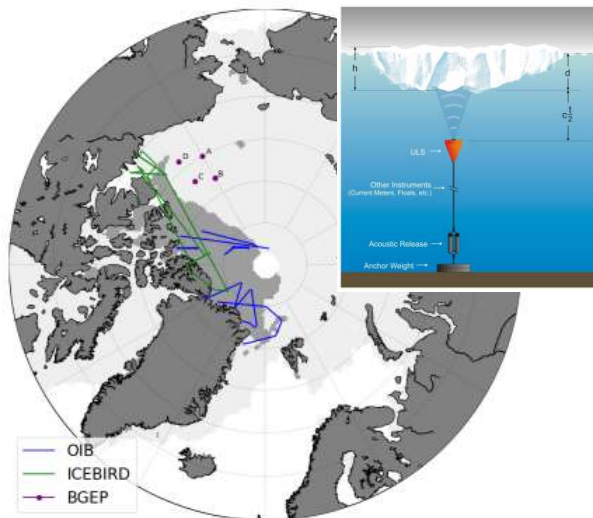 A
D
C
B
OIB
ICEBIRD
BGEP
h
d
c t/2
ULS
Other Instruments
(Current Meters, Floats, etc.)
Acoustic Release
Anchor Weight